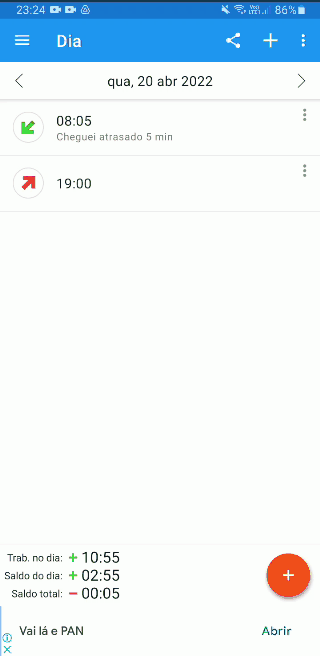 23:24 86%
Dia
qua, 20 abr 2022
08:05
Cheguei atrasado 5 min
19:00
Trab. no dia: + 10:55
Saldo do dia: + 02:55
Saldo total: - 00:05
Vai lá e PAN Abrir